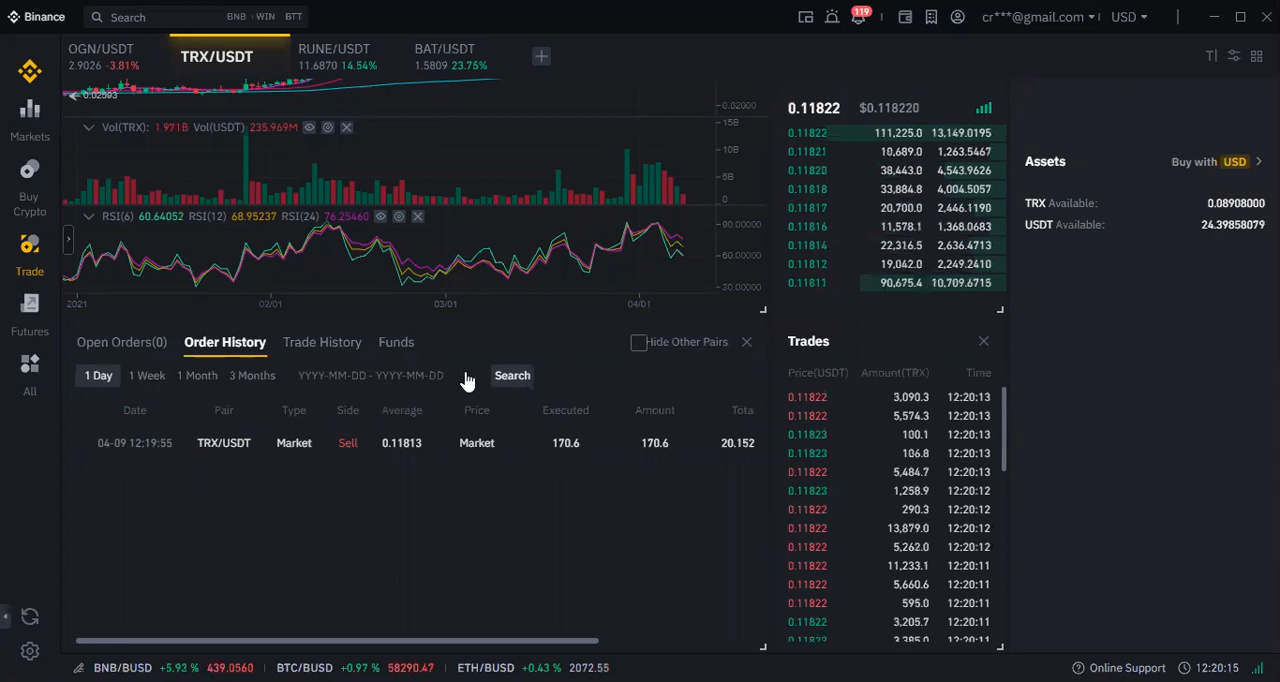 Binance
Search BNB · WIN BTT
119
cr***@gmail.com USD
OGN/USDT
2.9026 -3.81%
TRX/USDT
RUNE/USDT
11.6870 14.54%
BAT/USDT
1.5809 23.75%
Markets
Buy
Crypto
Trade
Futures
All
0.02593
0.02000
Vol(TRX): 1.971B Vol(USDT) 235.969M
15B
10B
5B
0
RSI(6) 60.64052 RSI(12) 68.95237 RSI(24) 76.25460
90.00000
60.00000
30.00000
2021 02/01 03/01 04/01
0.11822 $0.118220
0.11822 111,225.0 13,149.0195
0.11821 10,689.0 1,263.5467
0.11820 38,443.0 4,543.9626
0.11818 33,884.8 4,004.5057
0.11817 20,700.0 2,446.1190
0.11816 11,578.1 1,368.0683
0.11814 22,316.5 2,636.4713
0.11812 19,042.0 2,249.2410
0.11811 90,675.4 10,709.6715
Assets Buy with USD
TRX Available: 0.08908000
USDT Available: 24.39858079
Open Orders(0) Order History Trade History Funds Hide Other Pairs
1 Day 1 Week 1 Month 3 Months YYYY-MM-DD - YYYY-MM-DD Search
Date Pair Type Side Average Price Executed Amount Tota
04-09 12:19:55 TRX/USDT Market Sell 0.11813 Market 170.6 170.6 20.152
Trades
Price(USDT) Amount(TRX) Time
0.11822 3,090.3 12:20:13
0.11822 5,574.3 12:20:13
0.11823 100.1 12:20:13
0.11823 106.8 12:20:13
0.11822 5,484.7 12:20:13
0.11823 1,258.9 12:20:12
0.11822 290.3 12:20:12
0.11822 13,879.0 12:20:12
0.11822 5,262.0 12:20:12
0.11822 11,233.1 12:20:11
0.11822 5,660.6 12:20:11
0.11822 595.0 12:20:11
0.11822 3,205.7 12:20:11
0.11822 3,385.0 12:20:11
BNB/BUSD +5.93 % 439.0560 BTC/BUSD +0.97 % 58290.47 ETH/BUSD +0.43 % 2072.55
Online Support 12:20:15